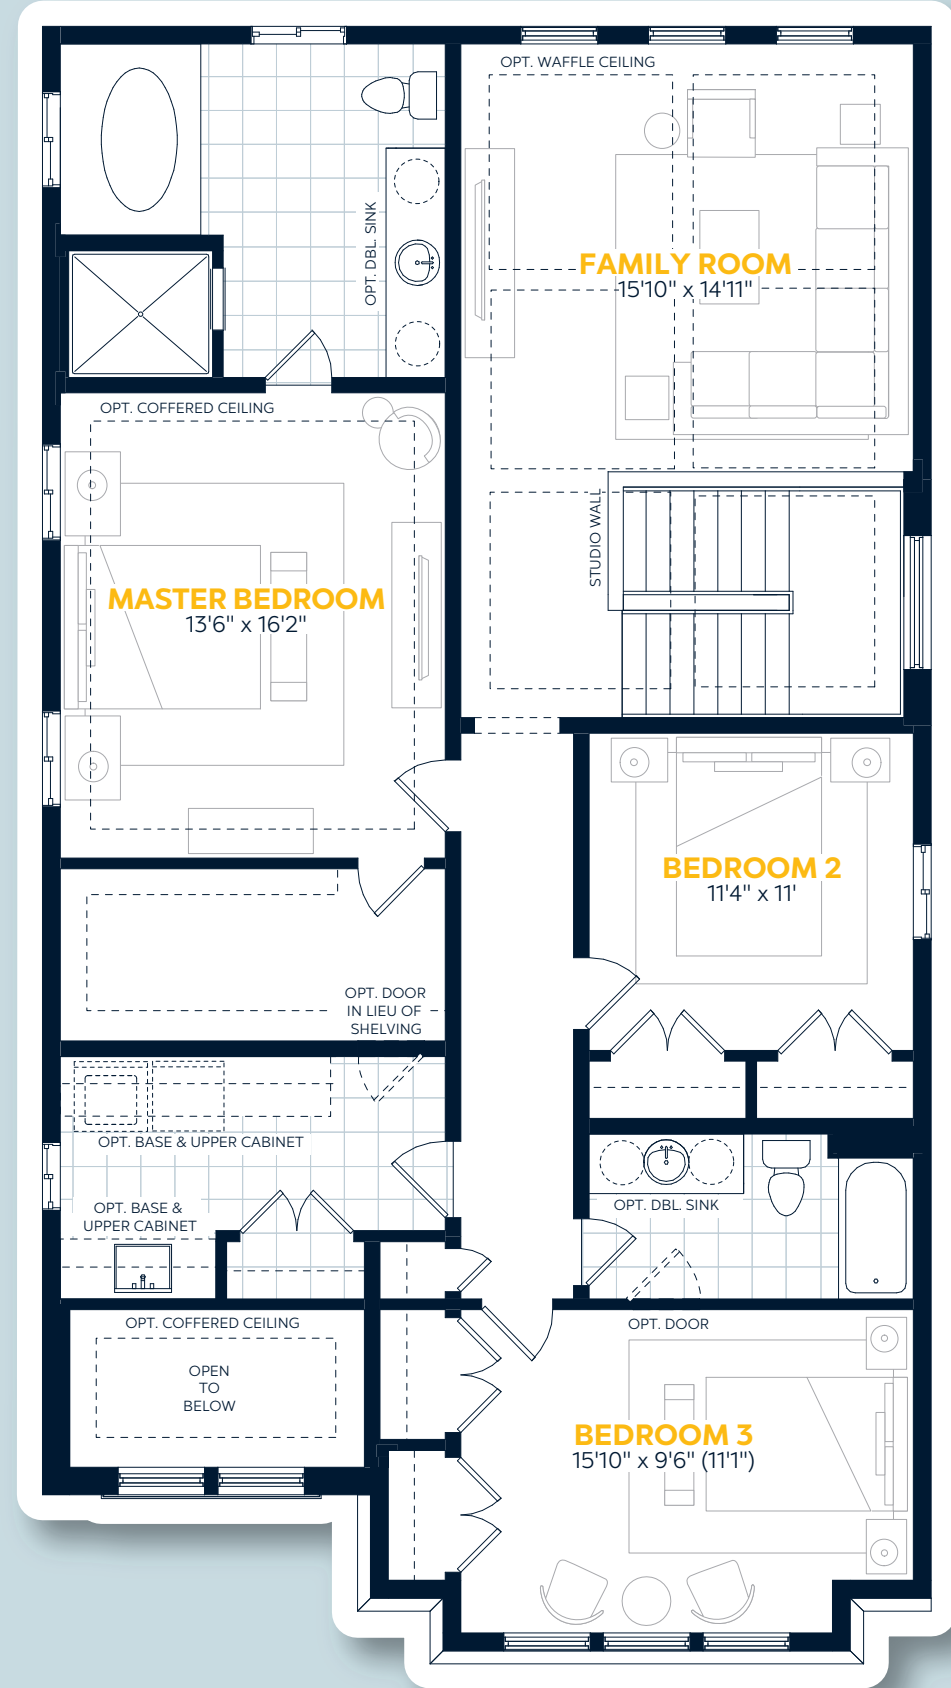 OPT. WAFFLE CEILING
OPT. DBL. SINK
FAMILY ROOM
15'10" x 14'11"
OPT. COFFERED CEILING
STUDIO WALL
MASTER BEDROOM
13'6" x 16'2"
BEDROOM 2
11'4" x 11'
OPT. DOOR
IN LIEU OF
SHELVING
OPT. BASE & UPPER CABINET
OPT. BASE &
UPPER CABINET
OPT. DBL. SINK
OPT. COFFERED CEILING
OPT. DOOR
OPEN
TO
BELOW
BEDROOM 3
15'10" x 9'6" (11'1")